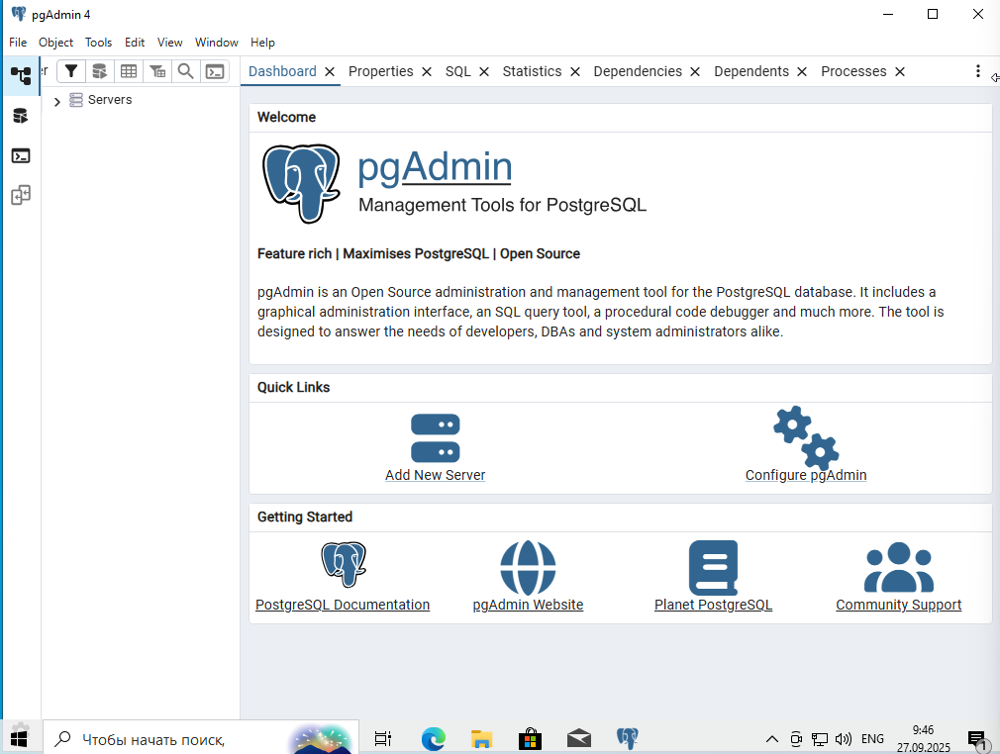 pgAdmin 4
File Object Tools Edit View Window Help
er
Dashboard Properties SQL Statistics Dependencies Dependents Processes
Servers
Welcome
pgAdmin
Management Tools for PostgreSQL
Feature rich | Maximises PostgreSQL | Open Source
pgAdmin is an Open Source administration and management tool for the PostgreSQL database. It includes a
graphical administration interface, an SQL query tool, a procedural code debugger and much more. The tool is
designed to answer the needs of developers, DBAs and system administrators alike.
Quick Links
Add New Server Configure pgAdmin
Getting Started
PostgreSQL Documentation pgAdmin Website Planet PostgreSQL Community Support
Чтобы начать поиск,
ENG
9:46
27.09.2025
1